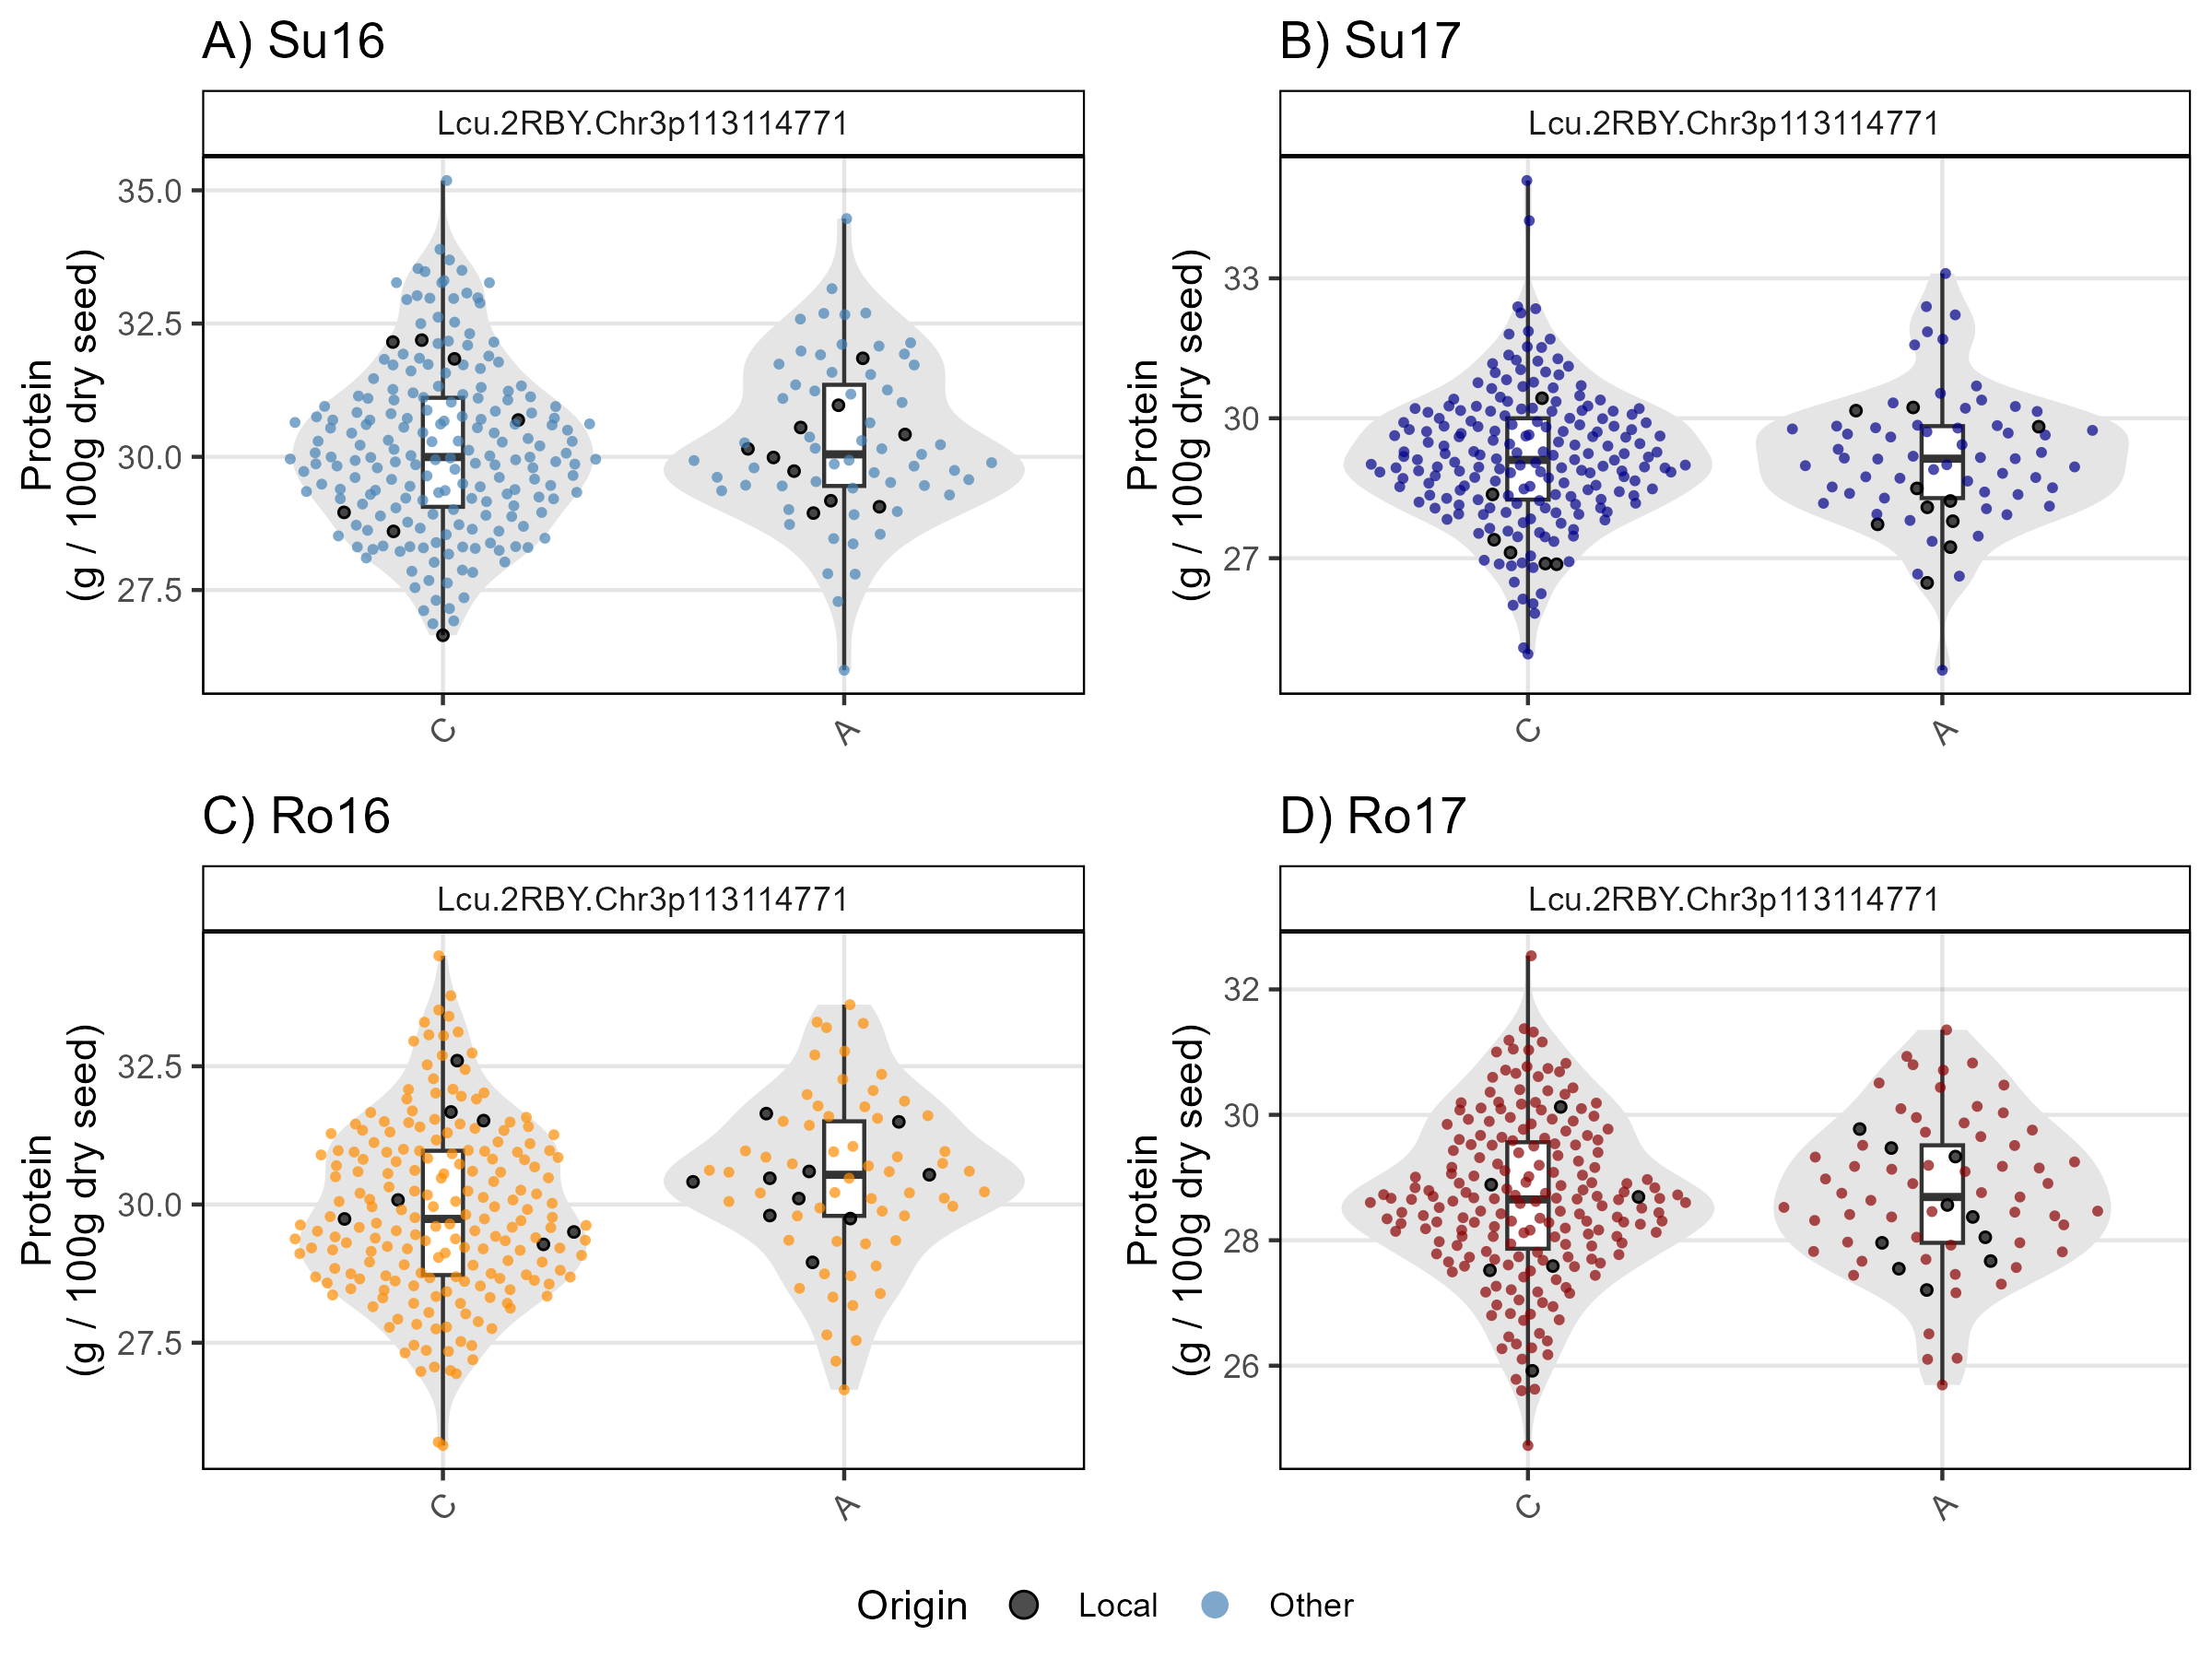 A) Su16
Lcu.2RBY.Chr3p113114771
Protein
(g / 100g dry seed)
35.0
32.5
30.0
27.5
C
A
B) Su17
Lcu.2RBY.Chr3p113114771
Protein
(g / 100g dry seed)
33
30
27
C
A
C) Ro16
Lcu.2RBY.Chr3p113114771
Protein
(g / 100g dry seed)
32.5
30.0
27.5
C
A
D) Ro17
Lcu.2RBY.Chr3p113114771
Protein
(g / 100g dry seed)
32
30
28
26
C
A
Origin Local Other